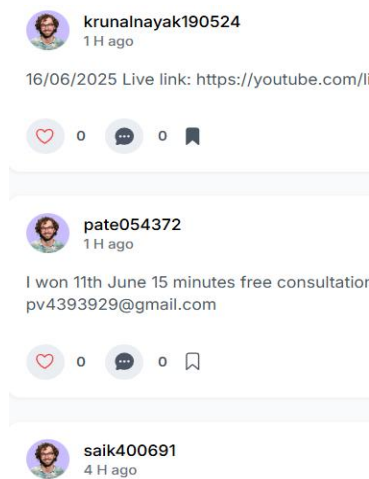 krunalnayak190524
1 H ago
16/06/2025 Live link: https://youtube.com/li
0 0
pate054372
1 H ago
I won 11th June 15 minutes free consultation
pv4393929@gmail.com
0 0
saik400691
4 H ago